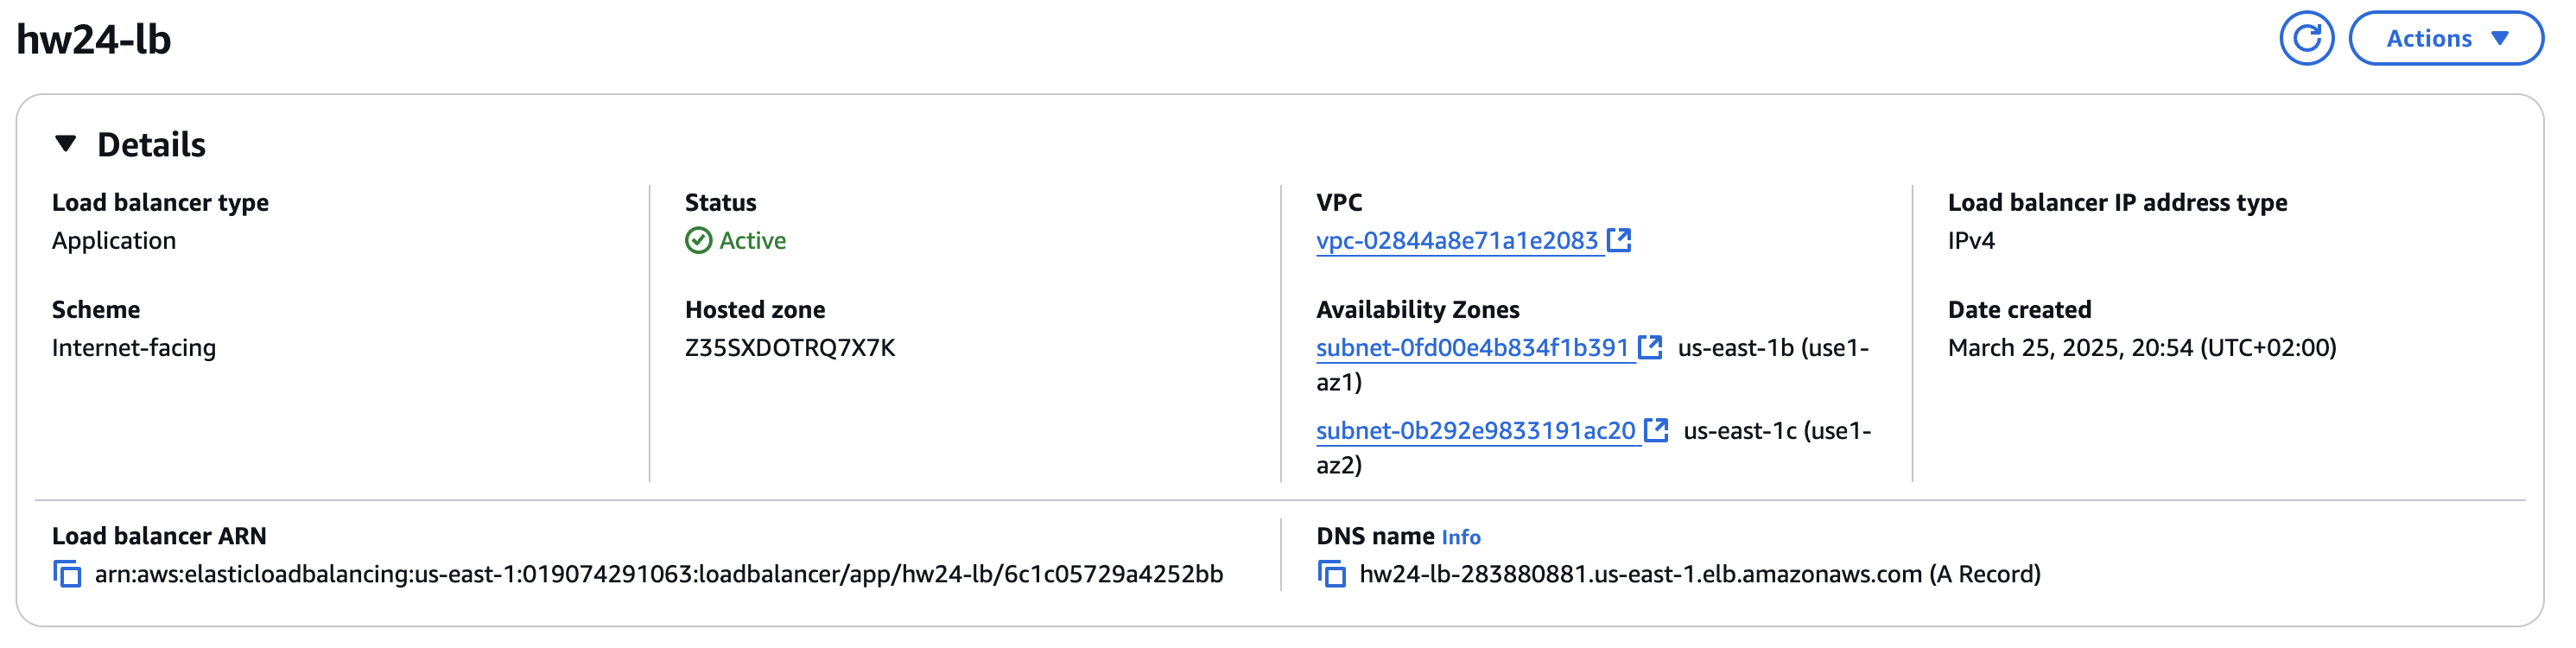 hw24-lb
Actions
Details
Load balancer type
Application
Status
Active
VPC
vpc-02844a8e71a1e2083
Load balancer IP address type
IPv4
Scheme
Internet-facing
Hosted zone
Z35SXDOTRQ7X7K
Availability Zones
subnet-0fd00e4b834f1b391 us-east-1b (use1-
az1)
subnet-0b292e9833191ac20 us-east-1c (use1-
az2)
Date created
March 25, 2025, 20:54 (UTC+02:00)
Load balancer ARN
arn:aws:elasticloadbalancing:us-east-1:019074291063:loadbalancer/app/hw24-lb/6c1c05729a4252bb
DNS name Info
hw24-lb-283880881.us-east-1.elb.amazonaws.com (A Record)